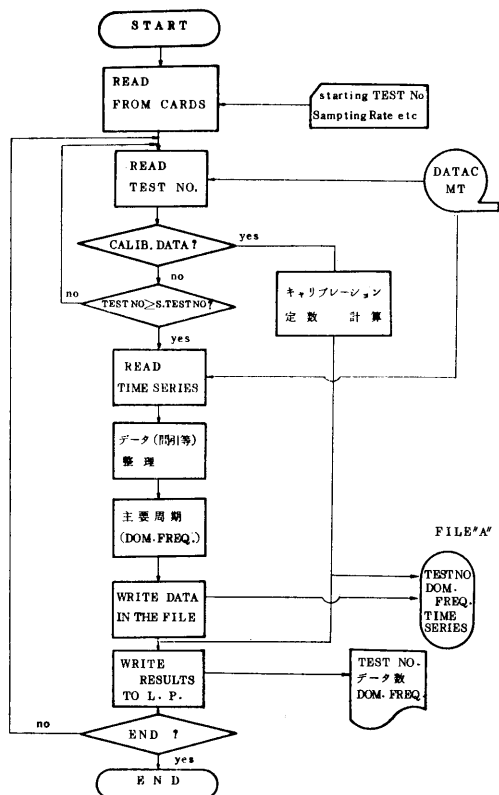 START
READ
FROM CARDS
starting TEST No
Sampting Rate etc
READ
TEST NO.
DATAC
MT
CALIB. DATA?
yes
no
キャリブレーション
定数 計算
no
TEST NO≥S.TEST NO?
yes
READ
TIME SERIES
データ(間引等)
整理
主要周期
(DOM. FREQ.)
FILE"A"
WRITE DATA
IN THE FILE
TEST NO
DOM.
FREQ.
TIME
SERIES
WRITE
RESULTS
TO L. P.
TEST NO.
データ数
DOM. FREQ.
no
END ?
yes
END